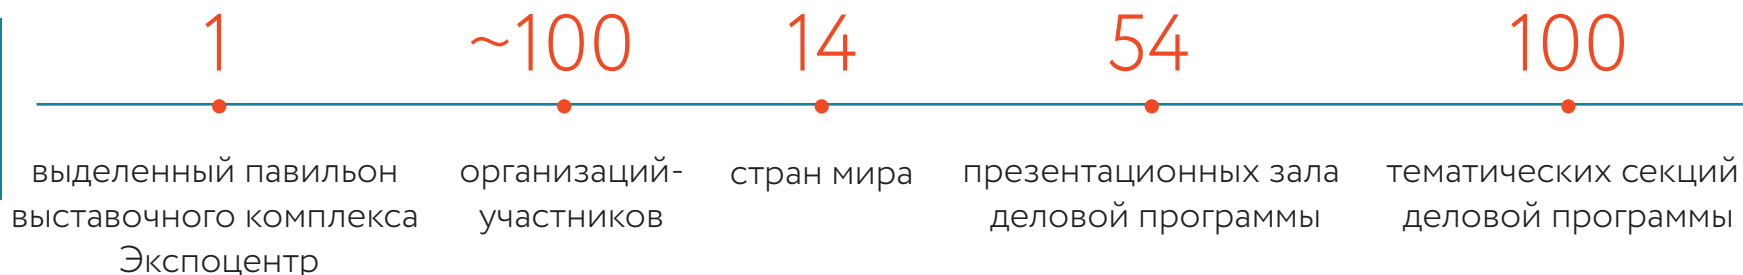 1
~100
14
54
100
выделенный павильон
выставочного комплекса
Экспоцентр
организаций-
участников
стран мира
презентационных зала
деловой программы
тематических секций
деловой программы